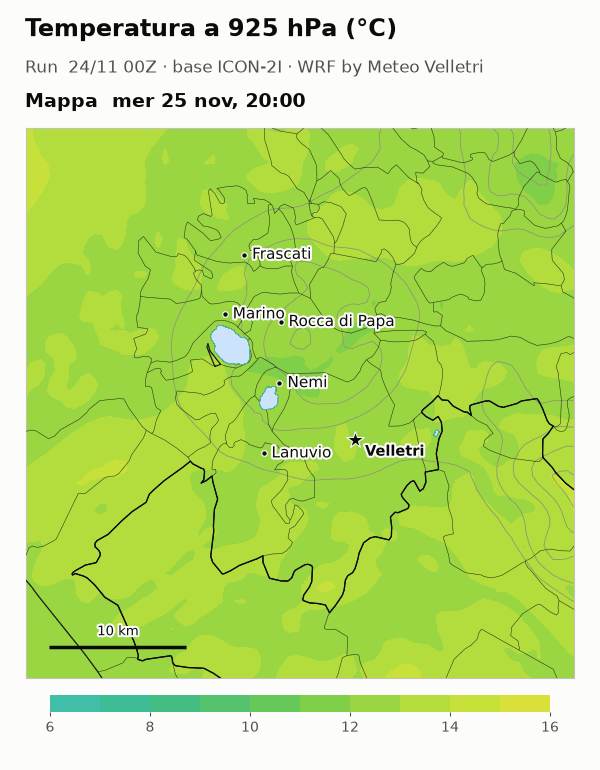 Temperatura a 925 hPa (°C)
Run  24/11 00Z · base ICON-2I · WRF by Meteo Velletri
Mappa  mer 25 nov, 20:00
Frascati
Marino
Rocca di Papa
Nemi
Velletri
Lanuvio
10 km
6 8 10 12 14 16